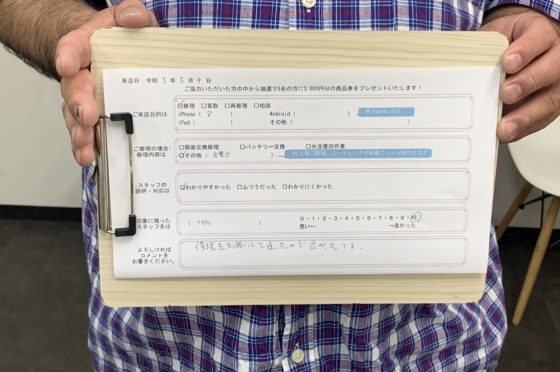 来店日：令和 5 年 5 月 4 日
ご協力いただいた方の中から抽選で5名の方に3,000円分の商品券をプレゼントいたします！
ご来店目的は
☑修理 □買取 □再修理 □相談
iPhone（ 8 ） Android（ ）
iPad（ ） その他（ ）
（ご修理の場合）
修理内容は
□画面交換修理 □バッテリー交換 □水没復旧作業
☑その他（
スタッフの
説明・対応は
☑わかりやすかった □ふつうだった □わかりにくかった
印象に残った
スタッフ名は
0・1・2・3・4・5・6・7・8・9・10
悪い← →良かった
よろしければ
コメントを
お書きください。
修理をお願いして直ったので良かったです。